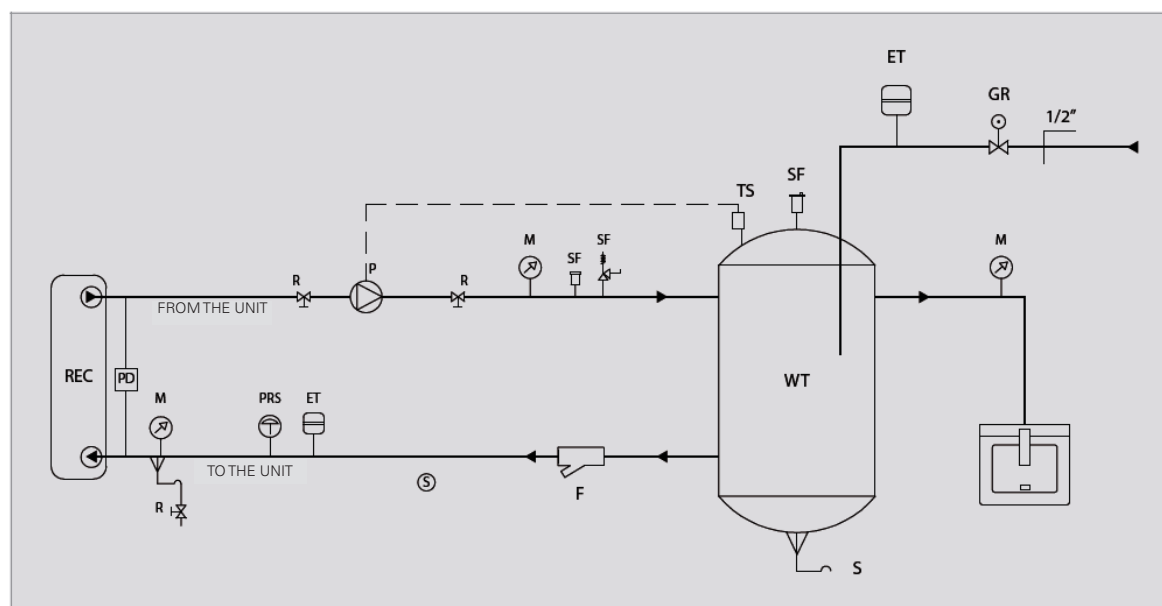 ET
GR
1/2"
TS
SF
M
SF
SF
M
R
P
R
FROM THE UNIT
REC
PD
WT
M
PRS
ET
TO THE UNIT
S
F
R
S